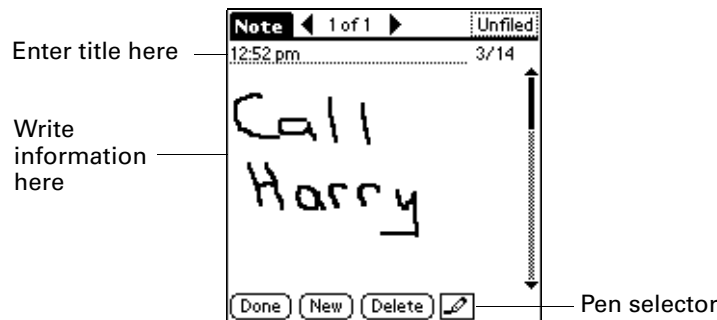 Note 1 of 1 Unfiled
Enter title here 12:52 pm 3/14
Call
Write
information
here
Harry
Done New Delete Pen selector